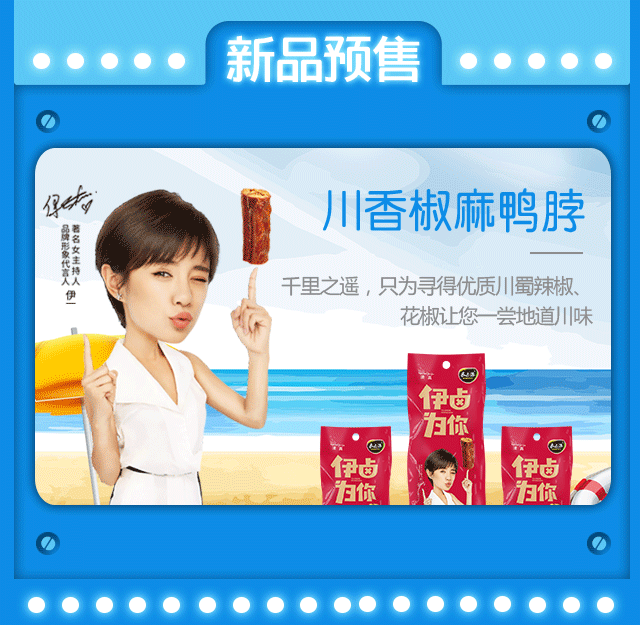 新品预售
川香椒麻鸭脖
千里之遥，只为寻得优质川蜀辣椒、
花椒让您一尝地道川味
著名女主持人 伊一
品牌形象代言人
伊卤
为你
伊卤
为你
伊卤
为你